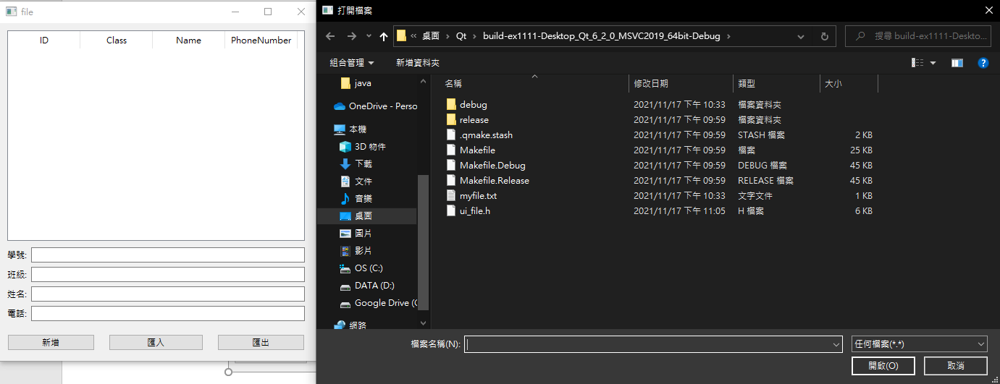 file
ID Class Name PhoneNumber
學號:
班級:
姓名:
電話:
新增 匯入 匯出
打開檔案
« 桌面 › Qt › build-ex1111-Desktop_Qt_6_2_0_MSVC2019_64bit-Debug ›
搜尋 build-ex1111-Deskto...
組合管理 新增資料夾
java
OneDrive - Perso
本機
3D 物件
下載
文件
音樂
桌面
圖片
影片
OS (C:)
DATA (D:)
Google Drive (G
網路
名稱 修改日期 類型 大小
debug 2021/11/17 下午 10:33 檔案資料夾
release 2021/11/17 下午 09:59 檔案資料夾
.qmake.stash 2021/11/17 下午 09:59 STASH 檔案 2 KB
Makefile 2021/11/17 下午 09:59 檔案 25 KB
Makefile.Debug 2021/11/17 下午 09:59 DEBUG 檔案 45 KB
Makefile.Release 2021/11/17 下午 09:59 RELEASE 檔案 45 KB
myfile.txt 2021/11/17 下午 10:33 文字文件 1 KB
ui_file.h 2021/11/17 下午 11:05 H 檔案 6 KB
檔案名稱(N): 任何檔案(*.*)
開啟(O) 取消